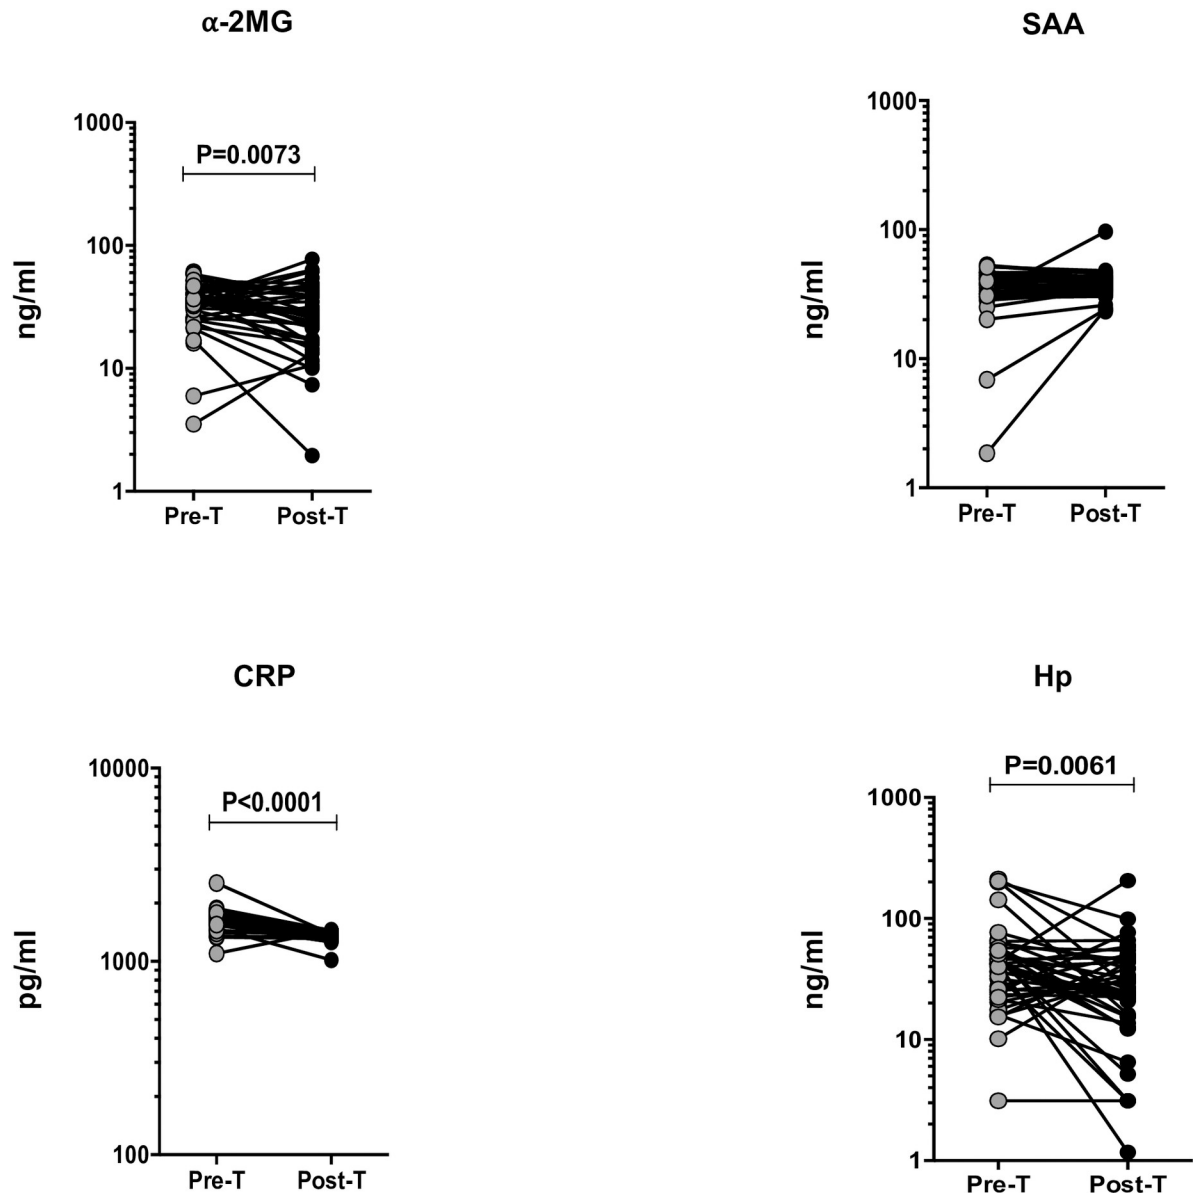 α-2MG
1000
P=0.0073
100
ng/ml
10
1
Pre-T Post-T
SAA
1000
100
ng/ml
10
1
Pre-T Post-T
CRP
10000
P<0.0001
1000
pg/ml
100
Pre-T Post-T
Hp
P=0.0061
1000
100
ng/ml
10
1
Pre-T Post-T